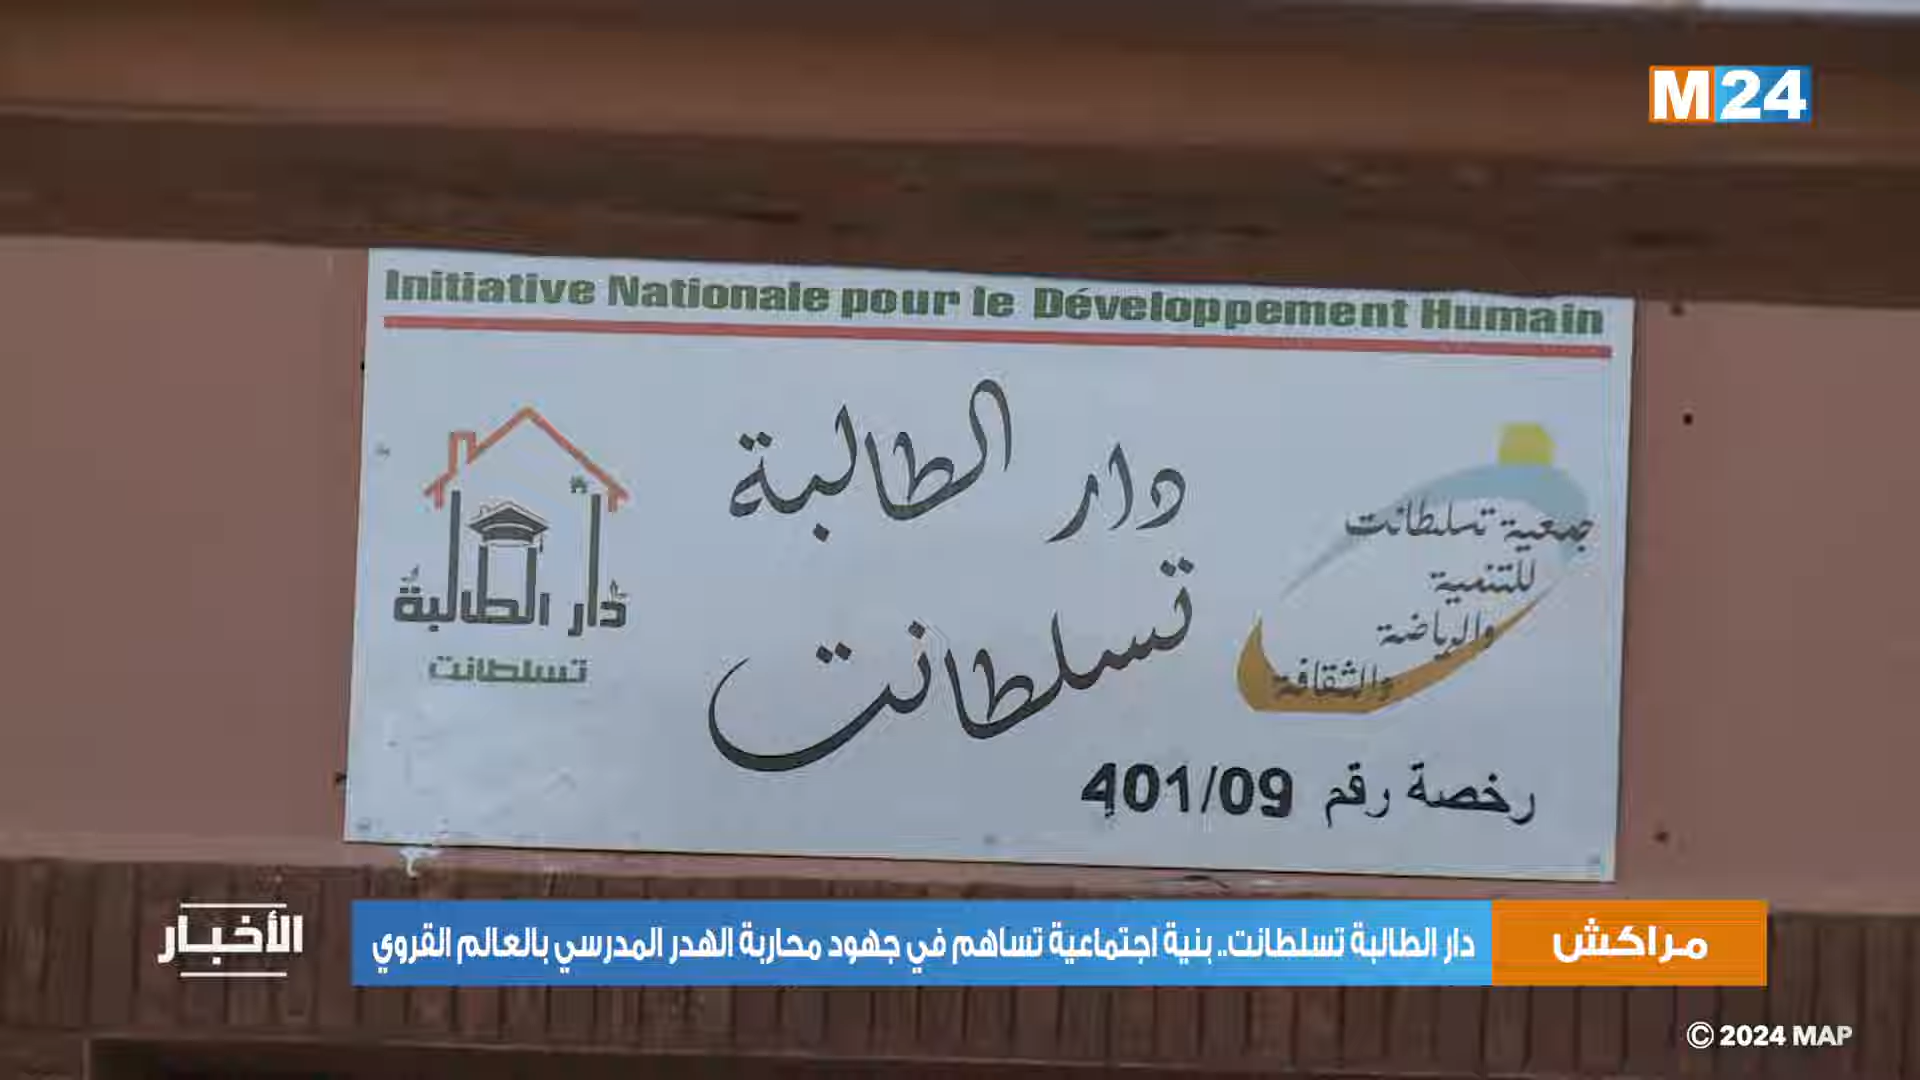 M24
Initiative Nationale pour le Développement Humain
دار الطالبة
تسلطانت
جمعية تسلطانت
للتنمية
والرياضة
والثقافة
دار الطالبة
تسلطانت
رخصة رقم 401/09
مراكش
دار الطالبة تسلطانت.. بنية اجتماعية تساهم في جهود محاربة الهدر المدرسي بالعالم القروي
الأخبار
© 2024 MAP